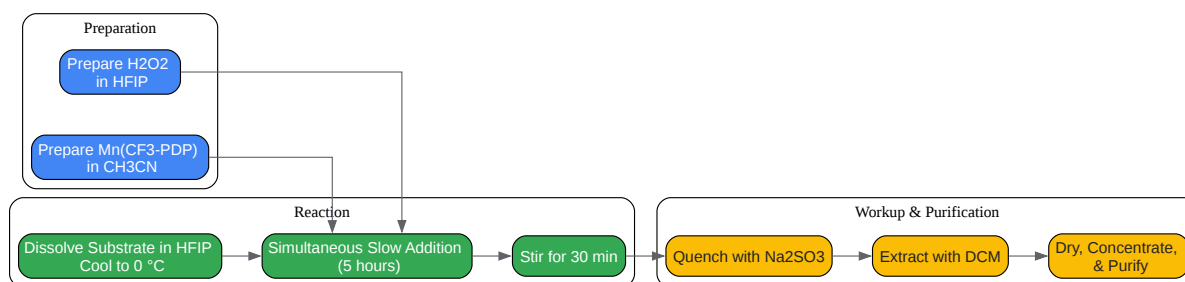 Preparation
Prepare H2O2
in HFIP
Prepare Mn(CF3-PDP)
in CH3CN
Reaction
Dissolve Substrate in HFIP
Cool to 0 °C
Simultaneous Slow Addition
(5 hours)
Stir for 30 min
Workup & Purification
Quench with Na2SO3
Extract with DCM
Dry, Concentrate,
& Purify